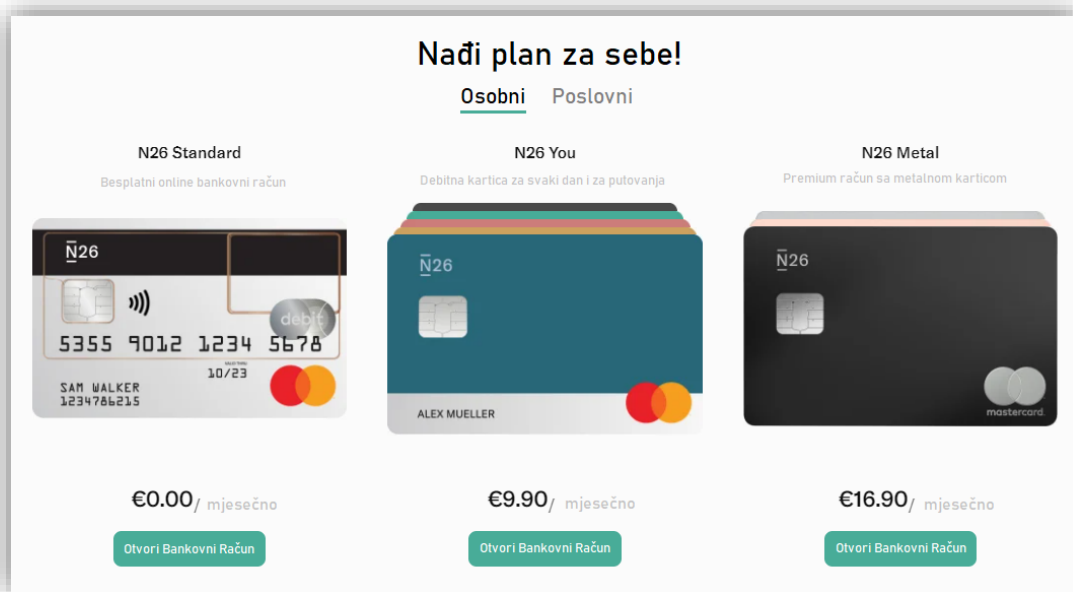 Nađi plan za sebe!
Osobni Poslovni
N26 Standard
Besplatni online bankovni račun
N26
debit
5355 9012 1234 5678
10/23
SAM WALKER
1234786215
€0.00/ mjesečno
Otvori Bankovni Račun
N26 You
Debitna kartica za svaki dan i za putovanja
N26
ALEX MUELLER
€9.90/ mjesečno
Otvori Bankovni Račun
N26 Metal
Premium račun sa metalnom karticom
N26
mastercard.
€16.90/ mjesečno
Otvori Bankovni Račun